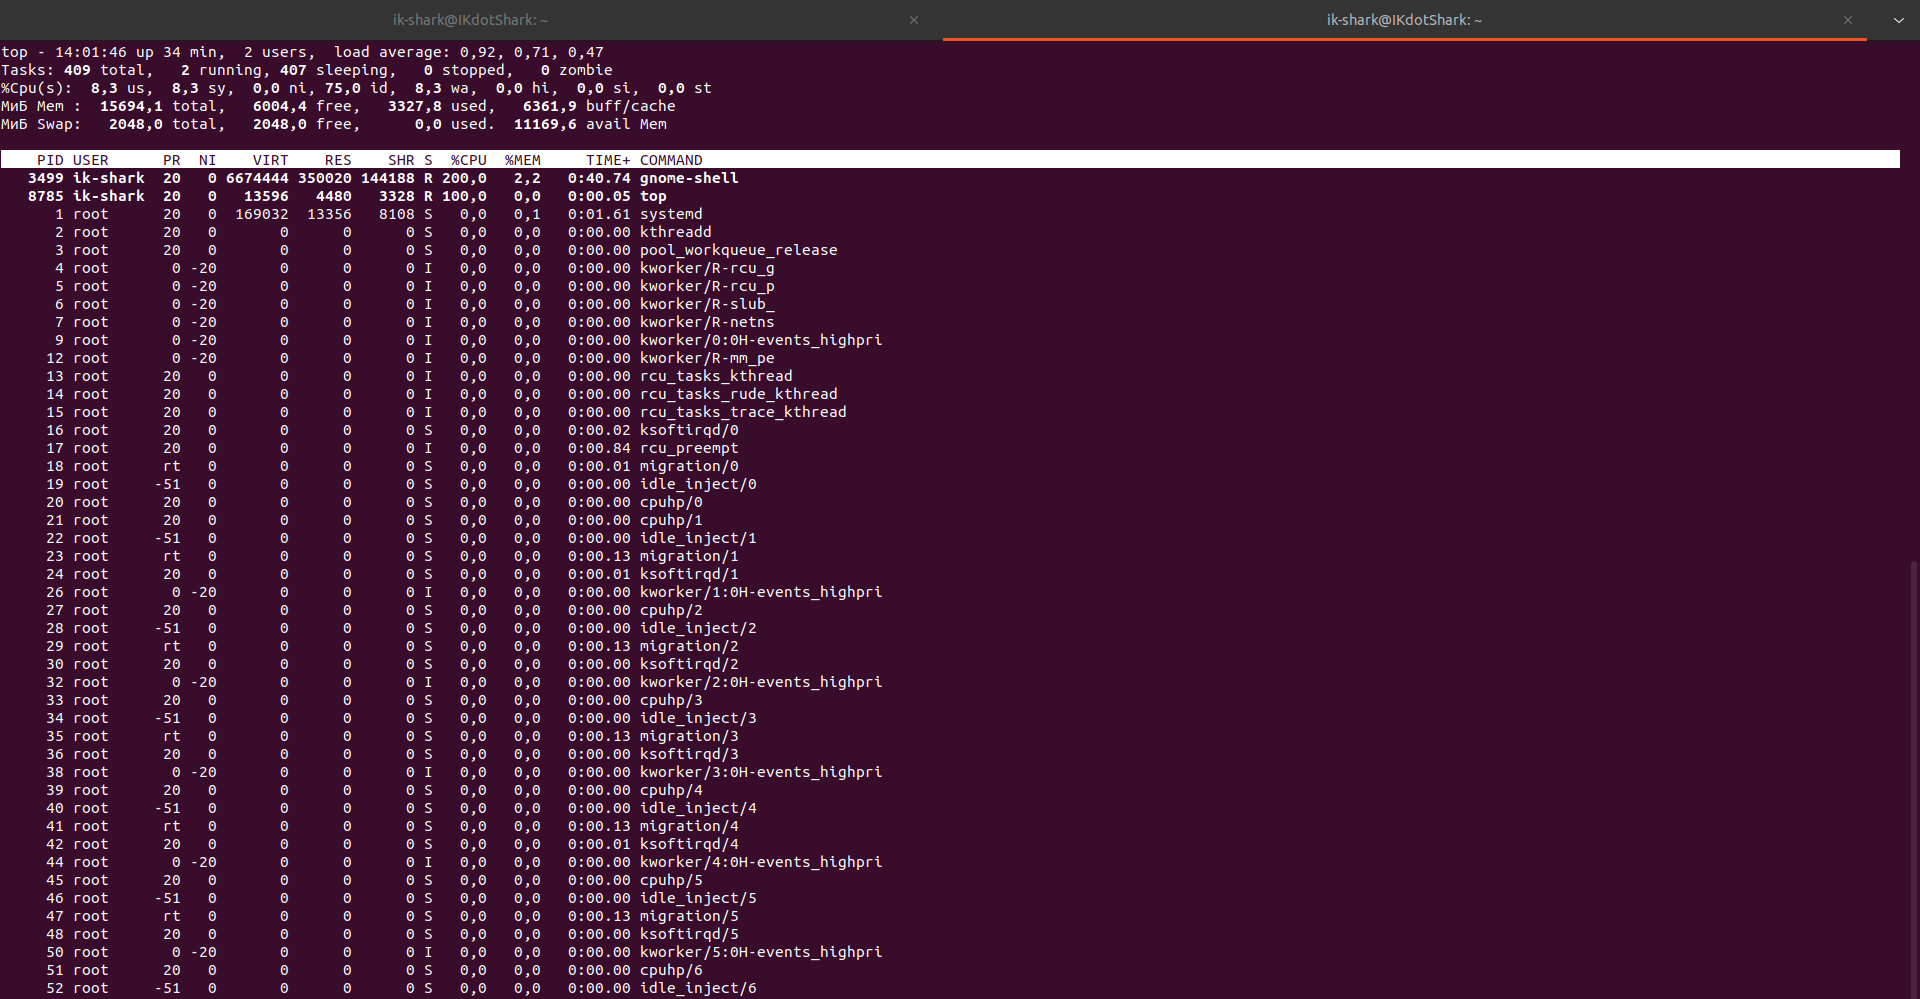 ik-shark@IKdotShark: ~ × ik-shark@IKdotShark: ~ ×
top - 14:01:46 up 34 min,  2 users,  load average: 0,92, 0,71, 0,47
Tasks: 409 total,   2 running, 407 sleeping,   0 stopped,   0 zombie
%Cpu(s):  8,3 us,  8,3 sy,  0,0 ni, 75,0 id,  8,3 wa,  0,0 hi,  0,0 si,  0,0 st
МиБ Mem :  15694,1 total,   6004,4 free,   3327,8 used,   6361,9 buff/cache
МиБ Swap:   2048,0 total,   2048,0 free,      0,0 used.  11169,6 avail Mem
PID USER      PR  NI    VIRT    RES    SHR S  %CPU  %MEM     TIME+ COMMAND
3499 ik-shark  20   0 6674444 350020 144188 R 200,0   2,2   0:40.74 gnome-shell
8785 ik-shark  20   0   13596   4480   3328 R 100,0   0,0   0:00.05 top
1 root      20   0  169032  13356   8108 S   0,0   0,1   0:01.61 systemd
2 root      20   0       0      0      0 S   0,0   0,0   0:00.00 kthreadd
3 root      20   0       0      0      0 S   0,0   0,0   0:00.00 pool_workqueue_release
4 root       0 -20       0      0      0 I   0,0   0,0   0:00.00 kworker/R-rcu_g
5 root       0 -20       0      0      0 I   0,0   0,0   0:00.00 kworker/R-rcu_p
6 root       0 -20       0      0      0 I   0,0   0,0   0:00.00 kworker/R-slub_
7 root       0 -20       0      0      0 I   0,0   0,0   0:00.00 kworker/R-netns
9 root       0 -20       0      0      0 I   0,0   0,0   0:00.00 kworker/0:0H-events_highpri
12 root       0 -20       0      0      0 I   0,0   0,0   0:00.00 kworker/R-mm_pe
13 root      20   0       0      0      0 I   0,0   0,0   0:00.00 rcu_tasks_kthread
14 root      20   0       0      0      0 I   0,0   0,0   0:00.00 rcu_tasks_rude_kthread
15 root      20   0       0      0      0 I   0,0   0,0   0:00.00 rcu_tasks_trace_kthread
16 root      20   0       0      0      0 S   0,0   0,0   0:00.02 ksoftirqd/0
17 root      20   0       0      0      0 I   0,0   0,0   0:00.84 rcu_preempt
18 root      rt   0       0      0      0 S   0,0   0,0   0:00.01 migration/0
19 root     -51   0       0      0      0 S   0,0   0,0   0:00.00 idle_inject/0
20 root      20   0       0      0      0 S   0,0   0,0   0:00.00 cpuhp/0
21 root      20   0       0      0      0 S   0,0   0,0   0:00.00 cpuhp/1
22 root     -51   0       0      0      0 S   0,0   0,0   0:00.00 idle_inject/1
23 root      rt   0       0      0      0 S   0,0   0,0   0:00.13 migration/1
24 root      20   0       0      0      0 S   0,0   0,0   0:00.01 ksoftirqd/1
26 root       0 -20       0      0      0 I   0,0   0,0   0:00.00 kworker/1:0H-events_highpri
27 root      20   0       0      0      0 S   0,0   0,0   0:00.00 cpuhp/2
28 root     -51   0       0      0      0 S   0,0   0,0   0:00.00 idle_inject/2
29 root      rt   0       0      0      0 S   0,0   0,0   0:00.13 migration/2
30 root      20   0       0      0      0 S   0,0   0,0   0:00.00 ksoftirqd/2
32 root       0 -20       0      0      0 I   0,0   0,0   0:00.00 kworker/2:0H-events_highpri
33 root      20   0       0      0      0 S   0,0   0,0   0:00.00 cpuhp/3
34 root     -51   0       0      0      0 S   0,0   0,0   0:00.00 idle_inject/3
35 root      rt   0       0      0      0 S   0,0   0,0   0:00.13 migration/3
36 root      20   0       0      0      0 S   0,0   0,0   0:00.00 ksoftirqd/3
38 root       0 -20       0      0      0 I   0,0   0,0   0:00.00 kworker/3:0H-events_highpri
39 root      20   0       0      0      0 S   0,0   0,0   0:00.00 cpuhp/4
40 root     -51   0       0      0      0 S   0,0   0,0   0:00.00 idle_inject/4
41 root      rt   0       0      0      0 S   0,0   0,0   0:00.13 migration/4
42 root      20   0       0      0      0 S   0,0   0,0   0:00.01 ksoftirqd/4
44 root       0 -20       0      0      0 I   0,0   0,0   0:00.00 kworker/4:0H-events_highpri
45 root      20   0       0      0      0 S   0,0   0,0   0:00.00 cpuhp/5
46 root     -51   0       0      0      0 S   0,0   0,0   0:00.00 idle_inject/5
47 root      rt   0       0      0      0 S   0,0   0,0   0:00.13 migration/5
48 root      20   0       0      0      0 S   0,0   0,0   0:00.00 ksoftirqd/5
50 root       0 -20       0      0      0 I   0,0   0,0   0:00.00 kworker/5:0H-events_highpri
51 root      20   0       0      0      0 S   0,0   0,0   0:00.00 cpuhp/6
52 root     -51   0       0      0      0 S   0,0   0,0   0:00.00 idle_inject/6